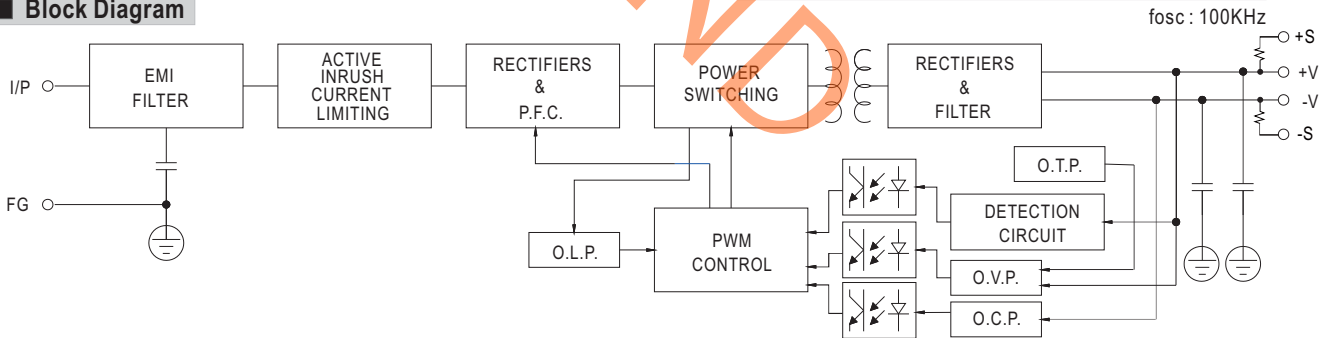 Block Diagram
fosc : 100KHz
I/P
EMI
FILTER
ACTIVE
INRUSH
CURRENT
LIMITING
RECTIFIERS
&
P.F.C.
POWER
SWITCHING
RECTIFIERS
&
FILTER
+S
+V
-V
-S
FG
O.L.P.
PWM
CONTROL
O.T.P.
DETECTION
CIRCUIT
O.V.P.
O.C.P.
ND